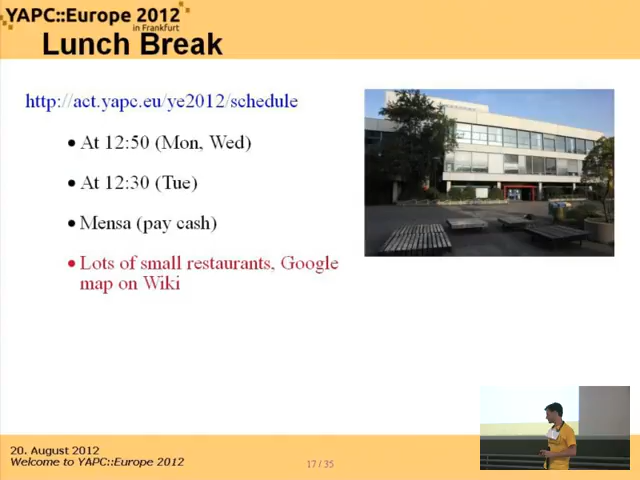 YAPC::Europe 2012
in Frankfurt
Lunch Break
http://act.yapc.eu/ye2012/schedule
• At 12:50 (Mon, Wed)
• At 12:30 (Tue)
• Mensa (pay cash)
• Lots of small restaurants, Google
map on Wiki
20. August 2012
Welcome to YAPC::Europe 2012
17 / 35